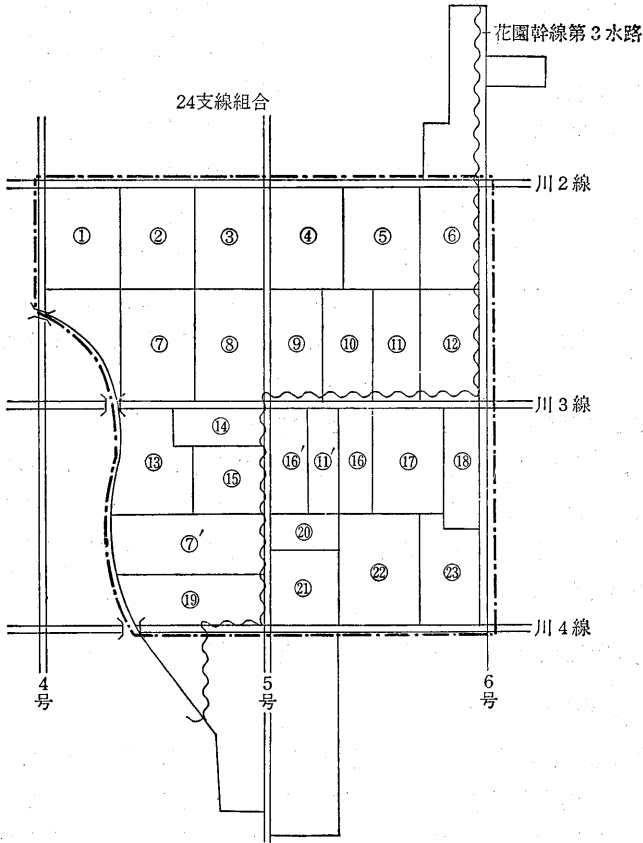 花園幹線第3水路
24支線組合
川2線
① ② ③ ④ ⑤ ⑥
⑦ ⑧ ⑨ ⑩ ⑪ ⑫
川3線
⑭
⑬ ⑮ ⑯′ ⑪′ ⑯ ⑰ ⑱
⑦′ ⑳
⑲ ㉑ ㉒ ㉓
川4線
4号
5号
6号